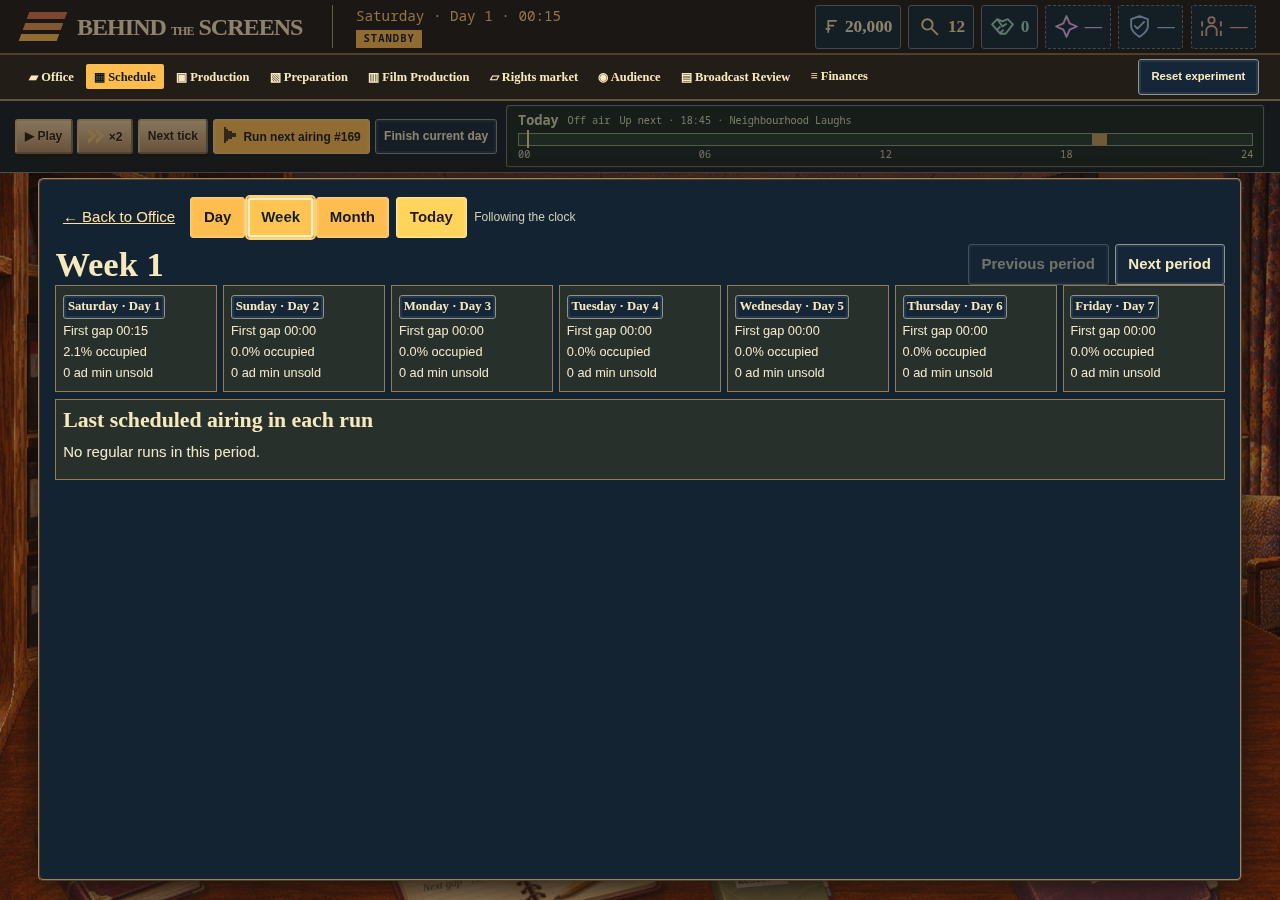 BEHIND THE SCREENS
Saturday · Day 1 · 00:15
STANDBY
20,000
12
0
—
—
—
Office
Schedule
Production
Preparation
Film Production
Rights market
Audience
Broadcast Review
Finances
Reset experiment
Play
×2
Next tick
Run next airing #169
Finish current day
Today Off air Up next · 18:45 · Neighbourhood Laughs
00 06 12 18 24
← Back to Office
Day
Week
Month
Today
Following the clock
Week 1
Previous period
Next period
Saturday · Day 1
First gap 00:15
2.1% occupied
0 ad min unsold
Sunday · Day 2
First gap 00:00
0.0% occupied
0 ad min unsold
Monday · Day 3
First gap 00:00
0.0% occupied
0 ad min unsold
Tuesday · Day 4
First gap 00:00
0.0% occupied
0 ad min unsold
Wednesday · Day 5
First gap 00:00
0.0% occupied
0 ad min unsold
Thursday · Day 6
First gap 00:00
0.0% occupied
0 ad min unsold
Friday · Day 7
First gap 00:00
0.0% occupied
0 ad min unsold
Last scheduled airing in each run
No regular runs in this period.
Next gap